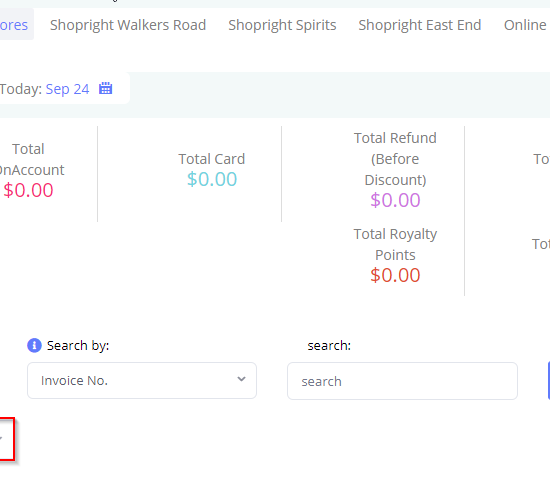 ores Shopright Walkers Road Shopright Spirits Shopright East End Online
Today: Sep 24
Total
OnAccount
$0.00
Total Card
$0.00
Total Refund
(Before
Discount)
$0.00
Total Royalty
Points
$0.00
To
Tot
Search by:
search:
Invoice No.
search